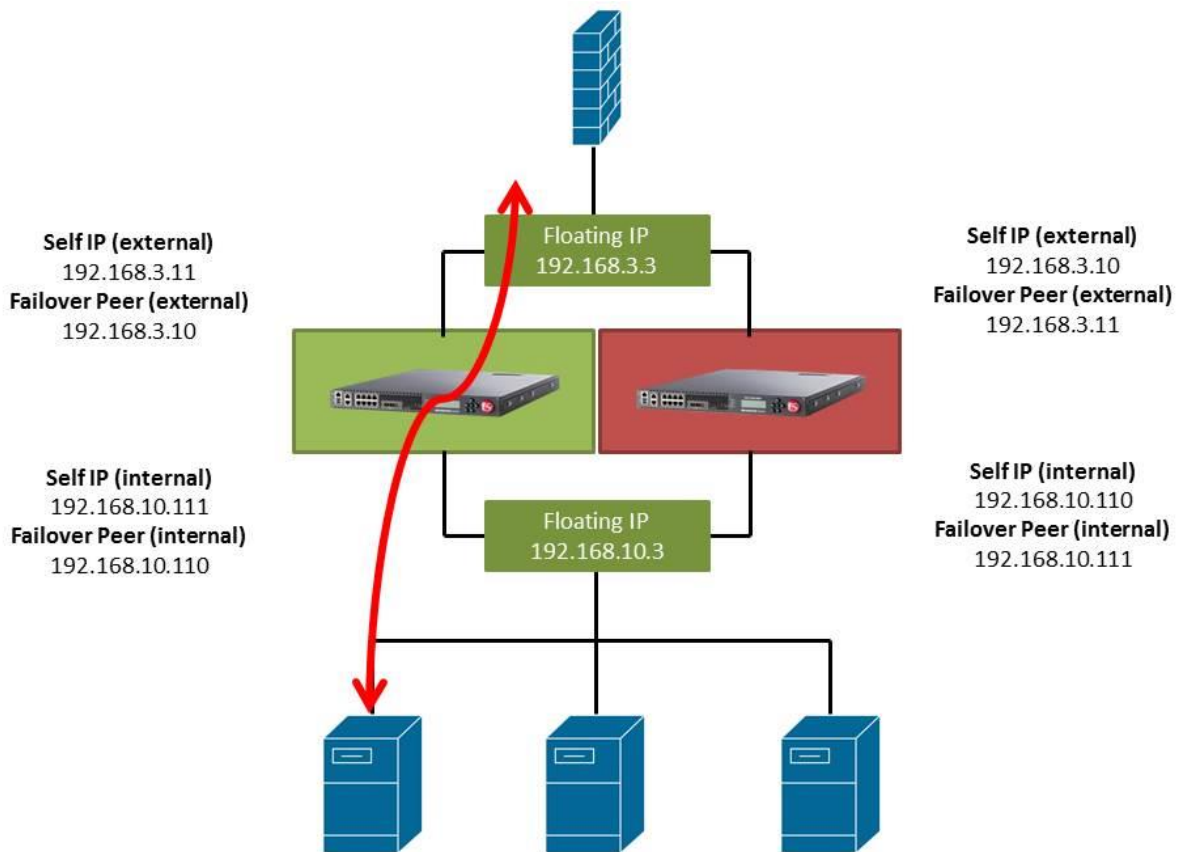 Floating IP
192.168.3.3
Self IP (external)
192.168.3.11
Failover Peer (external)
192.168.3.10
Self IP (external)
192.168.3.10
Failover Peer (external)
192.168.3.11
Self IP (internal)
192.168.10.111
Failover Peer (internal)
192.168.10.110
Floating IP
192.168.10.3
Self IP (internal)
192.168.10.110
Failover Peer (internal)
192.168.10.111